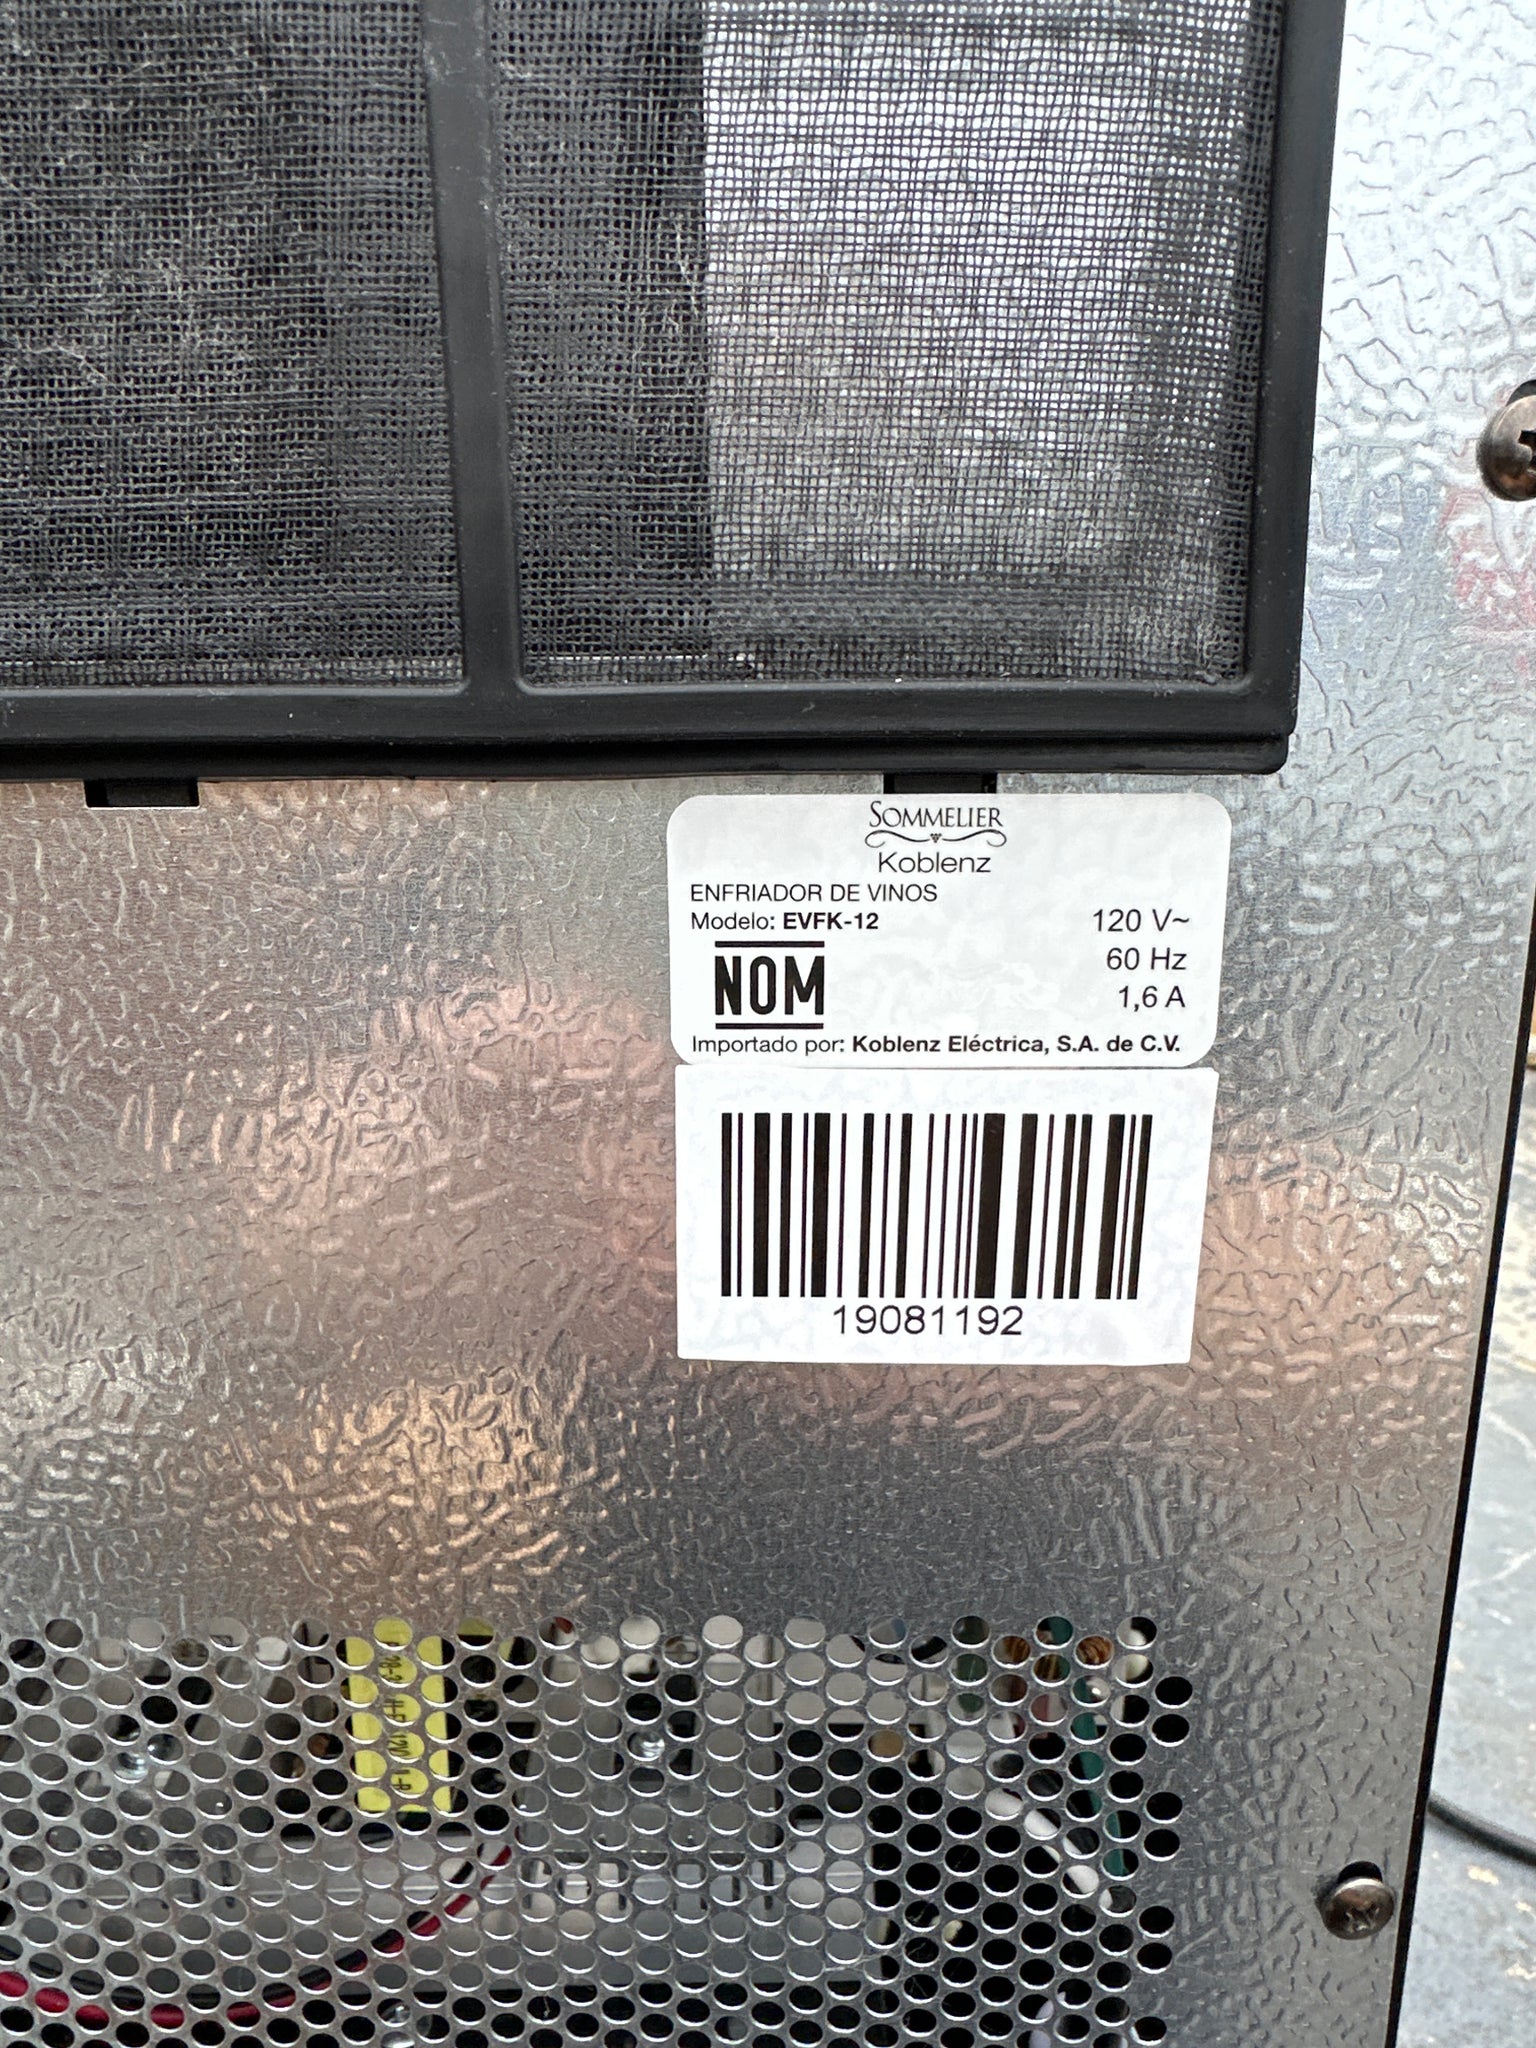 SOMMELIER
Koblenz
ENFRIADOR DE VINOS
Modelo: EVFK-12
120 V~
60 Hz
1,6 A
NOM
Importado por: Koblenz Eléctrica, S.A. de C.V.
19081192